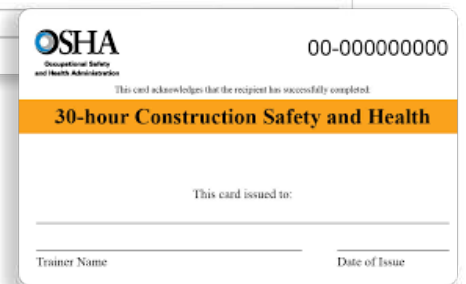 OSHA
Occupational Safety
and Health Administration
00-000000000
This card acknowledges that the recipient has successfully completed:
30-hour Construction Safety and Health
This card issued to:
Trainer Name
Date of Issue